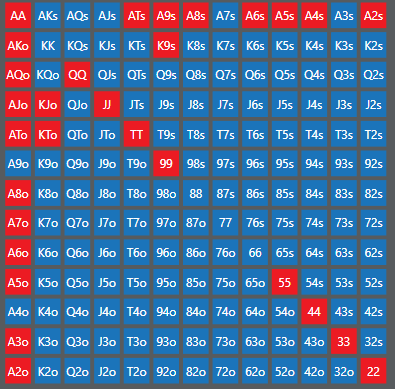 AA AKs AQs AJs ATs A9s A8s A7s A6s A5s A4s A3s A2s
AKo KK KQs KJs KTs K9s K8s K7s K6s K5s K4s K3s K2s
AQo KQo QQ QJs QTs Q9s Q8s Q7s Q6s Q5s Q4s Q3s Q2s
AJo KJo QJo JJ JTs J9s J8s J7s J6s J5s J4s J3s J2s
ATo KTo QTo JTo TT T9s T8s T7s T6s T5s T4s T3s T2s
A9o K9o Q9o J9o T9o 99 98s 97s 96s 95s 94s 93s 92s
A8o K8o Q8o J8o T8o 98o 88 87s 86s 85s 84s 83s 82s
A7o K7o Q7o J7o T7o 97o 87o 77 76s 75s 74s 73s 72s
A6o K6o Q6o J6o T6o 96o 86o 76o 66 65s 64s 63s 62s
A5o K5o Q5o J5o T5o 95o 85o 75o 65o 55 54s 53s 52s
A4o K4o Q4o J4o T4o 94o 84o 74o 64o 54o 44 43s 42s
A3o K3o Q3o J3o T3o 93o 83o 73o 63o 53o 43o 33 32s
A2o K2o Q2o J2o T2o 92o 82o 72o 62o 52o 42o 32o 22